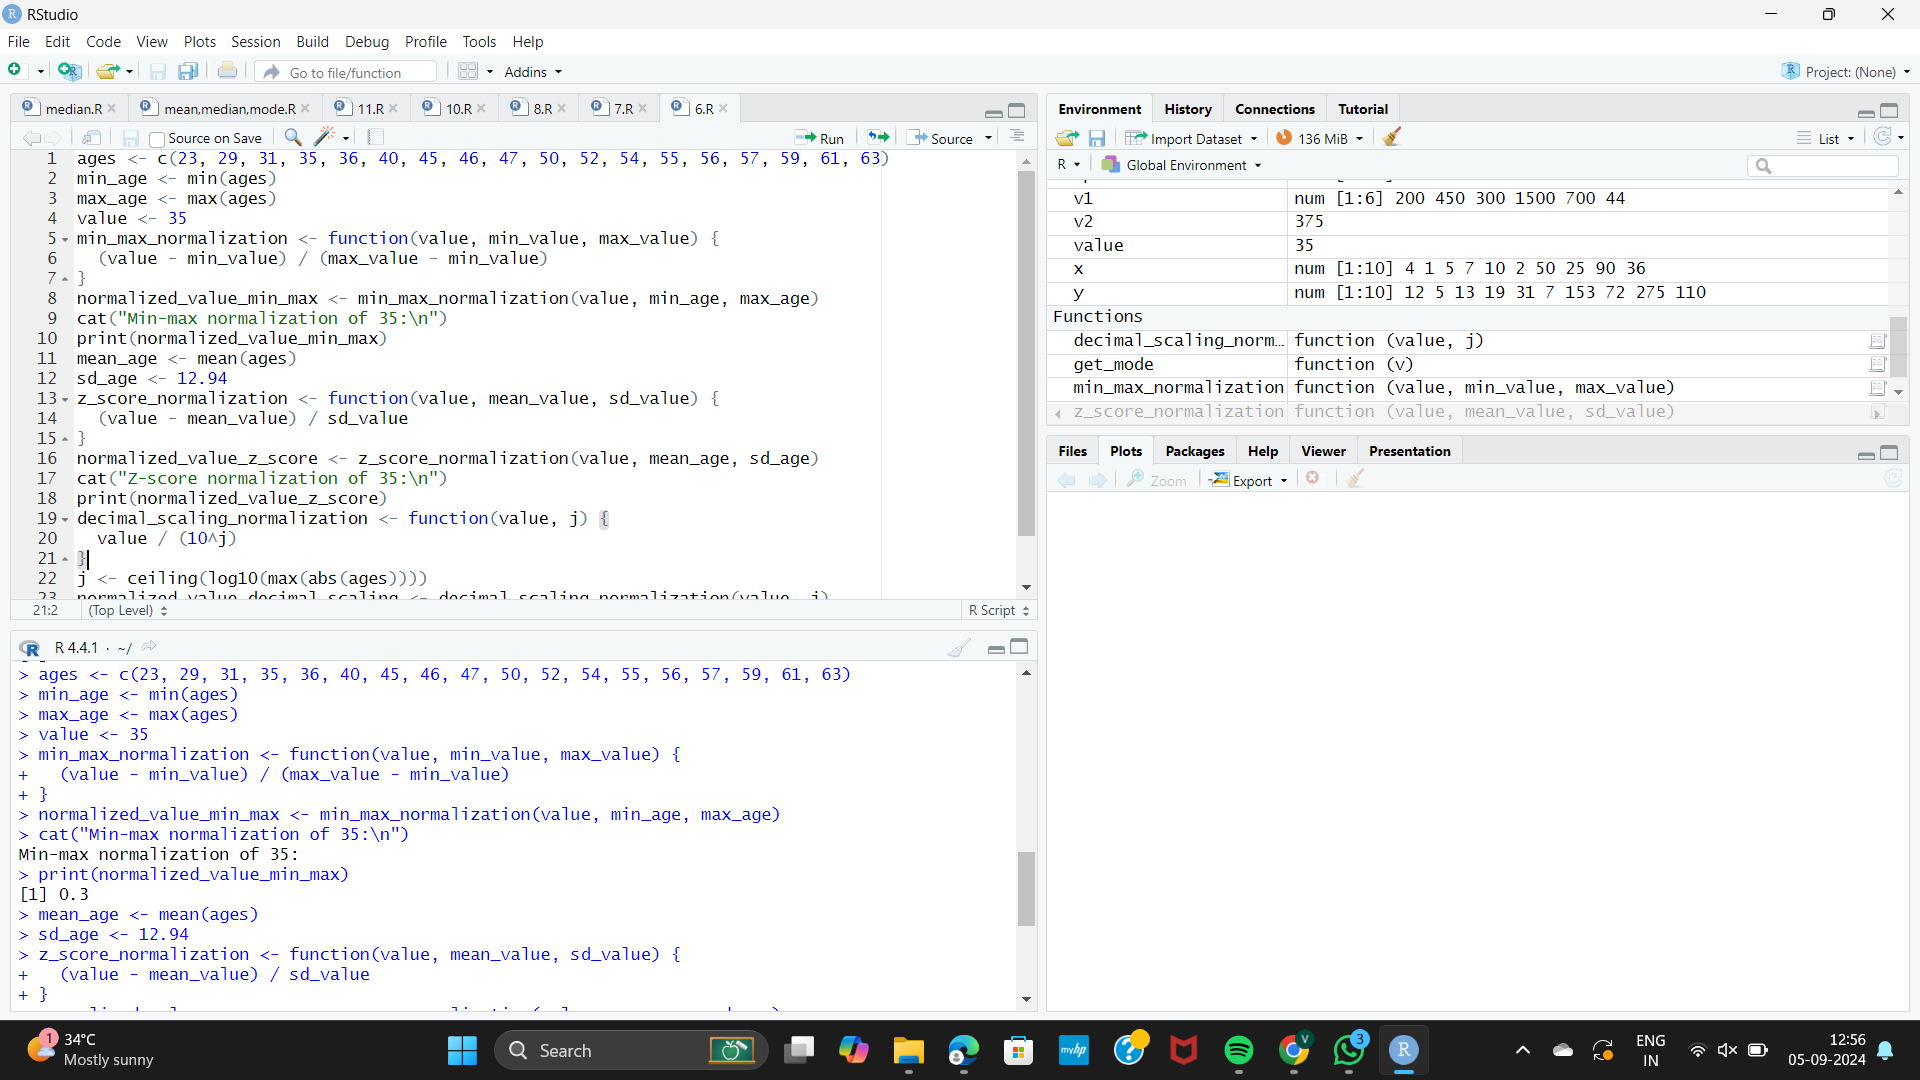 RStudio
File Edit Code View Plots Session Build Debug Profile Tools Help
Go to file/function Addins Project: (None)
median.R mean,median,mode.R 11.R 10.R 8.R 7.R 6.R
Source on Save Run Source
1 ages <- c(23, 29, 31, 35, 36, 40, 45, 46, 47, 50, 52, 54, 55, 56, 57, 59, 61, 63)
2 min_age <- min(ages)
3 max_age <- max(ages)
4 value <- 35
5 min_max_normalization <- function(value, min_value, max_value) {
6 (value - min_value) / (max_value - min_value)
7 }
8 normalized_value_min_max <- min_max_normalization(value, min_age, max_age)
9 cat("Min-max normalization of 35:\n")
10 print(normalized_value_min_max)
11 mean_age <- mean(ages)
12 sd_age <- 12.94
13 z_score_normalization <- function(value, mean_value, sd_value) {
14 (value - mean_value) / sd_value
15 }
16 normalized_value_z_score <- z_score_normalization(value, mean_age, sd_age)
17 cat("Z-score normalization of 35:\n")
18 print(normalized_value_z_score)
19 decimal_scaling_normalization <- function(value, j) {
20 value / (10^j)
21 }
22 j <- ceiling(log10(max(abs(ages))))
23 normalized_value_decimal_scaling <- decimal_scaling_normalization(value, j)
21:2 (Top Level) R Script
R 4.4.1 · ~/
> ages <- c(23, 29, 31, 35, 36, 40, 45, 46, 47, 50, 52, 54, 55, 56, 57, 59, 61, 63)
> min_age <- min(ages)
> max_age <- max(ages)
> value <- 35
> min_max_normalization <- function(value, min_value, max_value) {
+ (value - min_value) / (max_value - min_value)
+ }
> normalized_value_min_max <- min_max_normalization(value, min_age, max_age)
> cat("Min-max normalization of 35:\n")
Min-max normalization of 35:
> print(normalized_value_min_max)
[1] 0.3
> mean_age <- mean(ages)
> sd_age <- 12.94
> z_score_normalization <- function(value, mean_value, sd_value) {
+ (value - mean_value) / sd_value
+ }
Environment History Connections Tutorial
Import Dataset 136 MiB List
R Global Environment
v1 num [1:6] 200 450 300 1500 700 44
v2 375
value 35
x num [1:10] 4 1 5 7 10 2 50 25 90 36
y num [1:10] 12 5 13 19 31 7 153 72 275 110
Functions
decimal_scaling_norm… function (value, j)
get_mode function (v)
min_max_normalization function (value, min_value, max_value)
z_score_normalization function (value, mean_value, sd_value)
Files Plots Packages Help Viewer Presentation
Zoom Export
1 34°C
Mostly sunny
Search
myhp
V
3
R
ENG
IN
12:56
05-09-2024